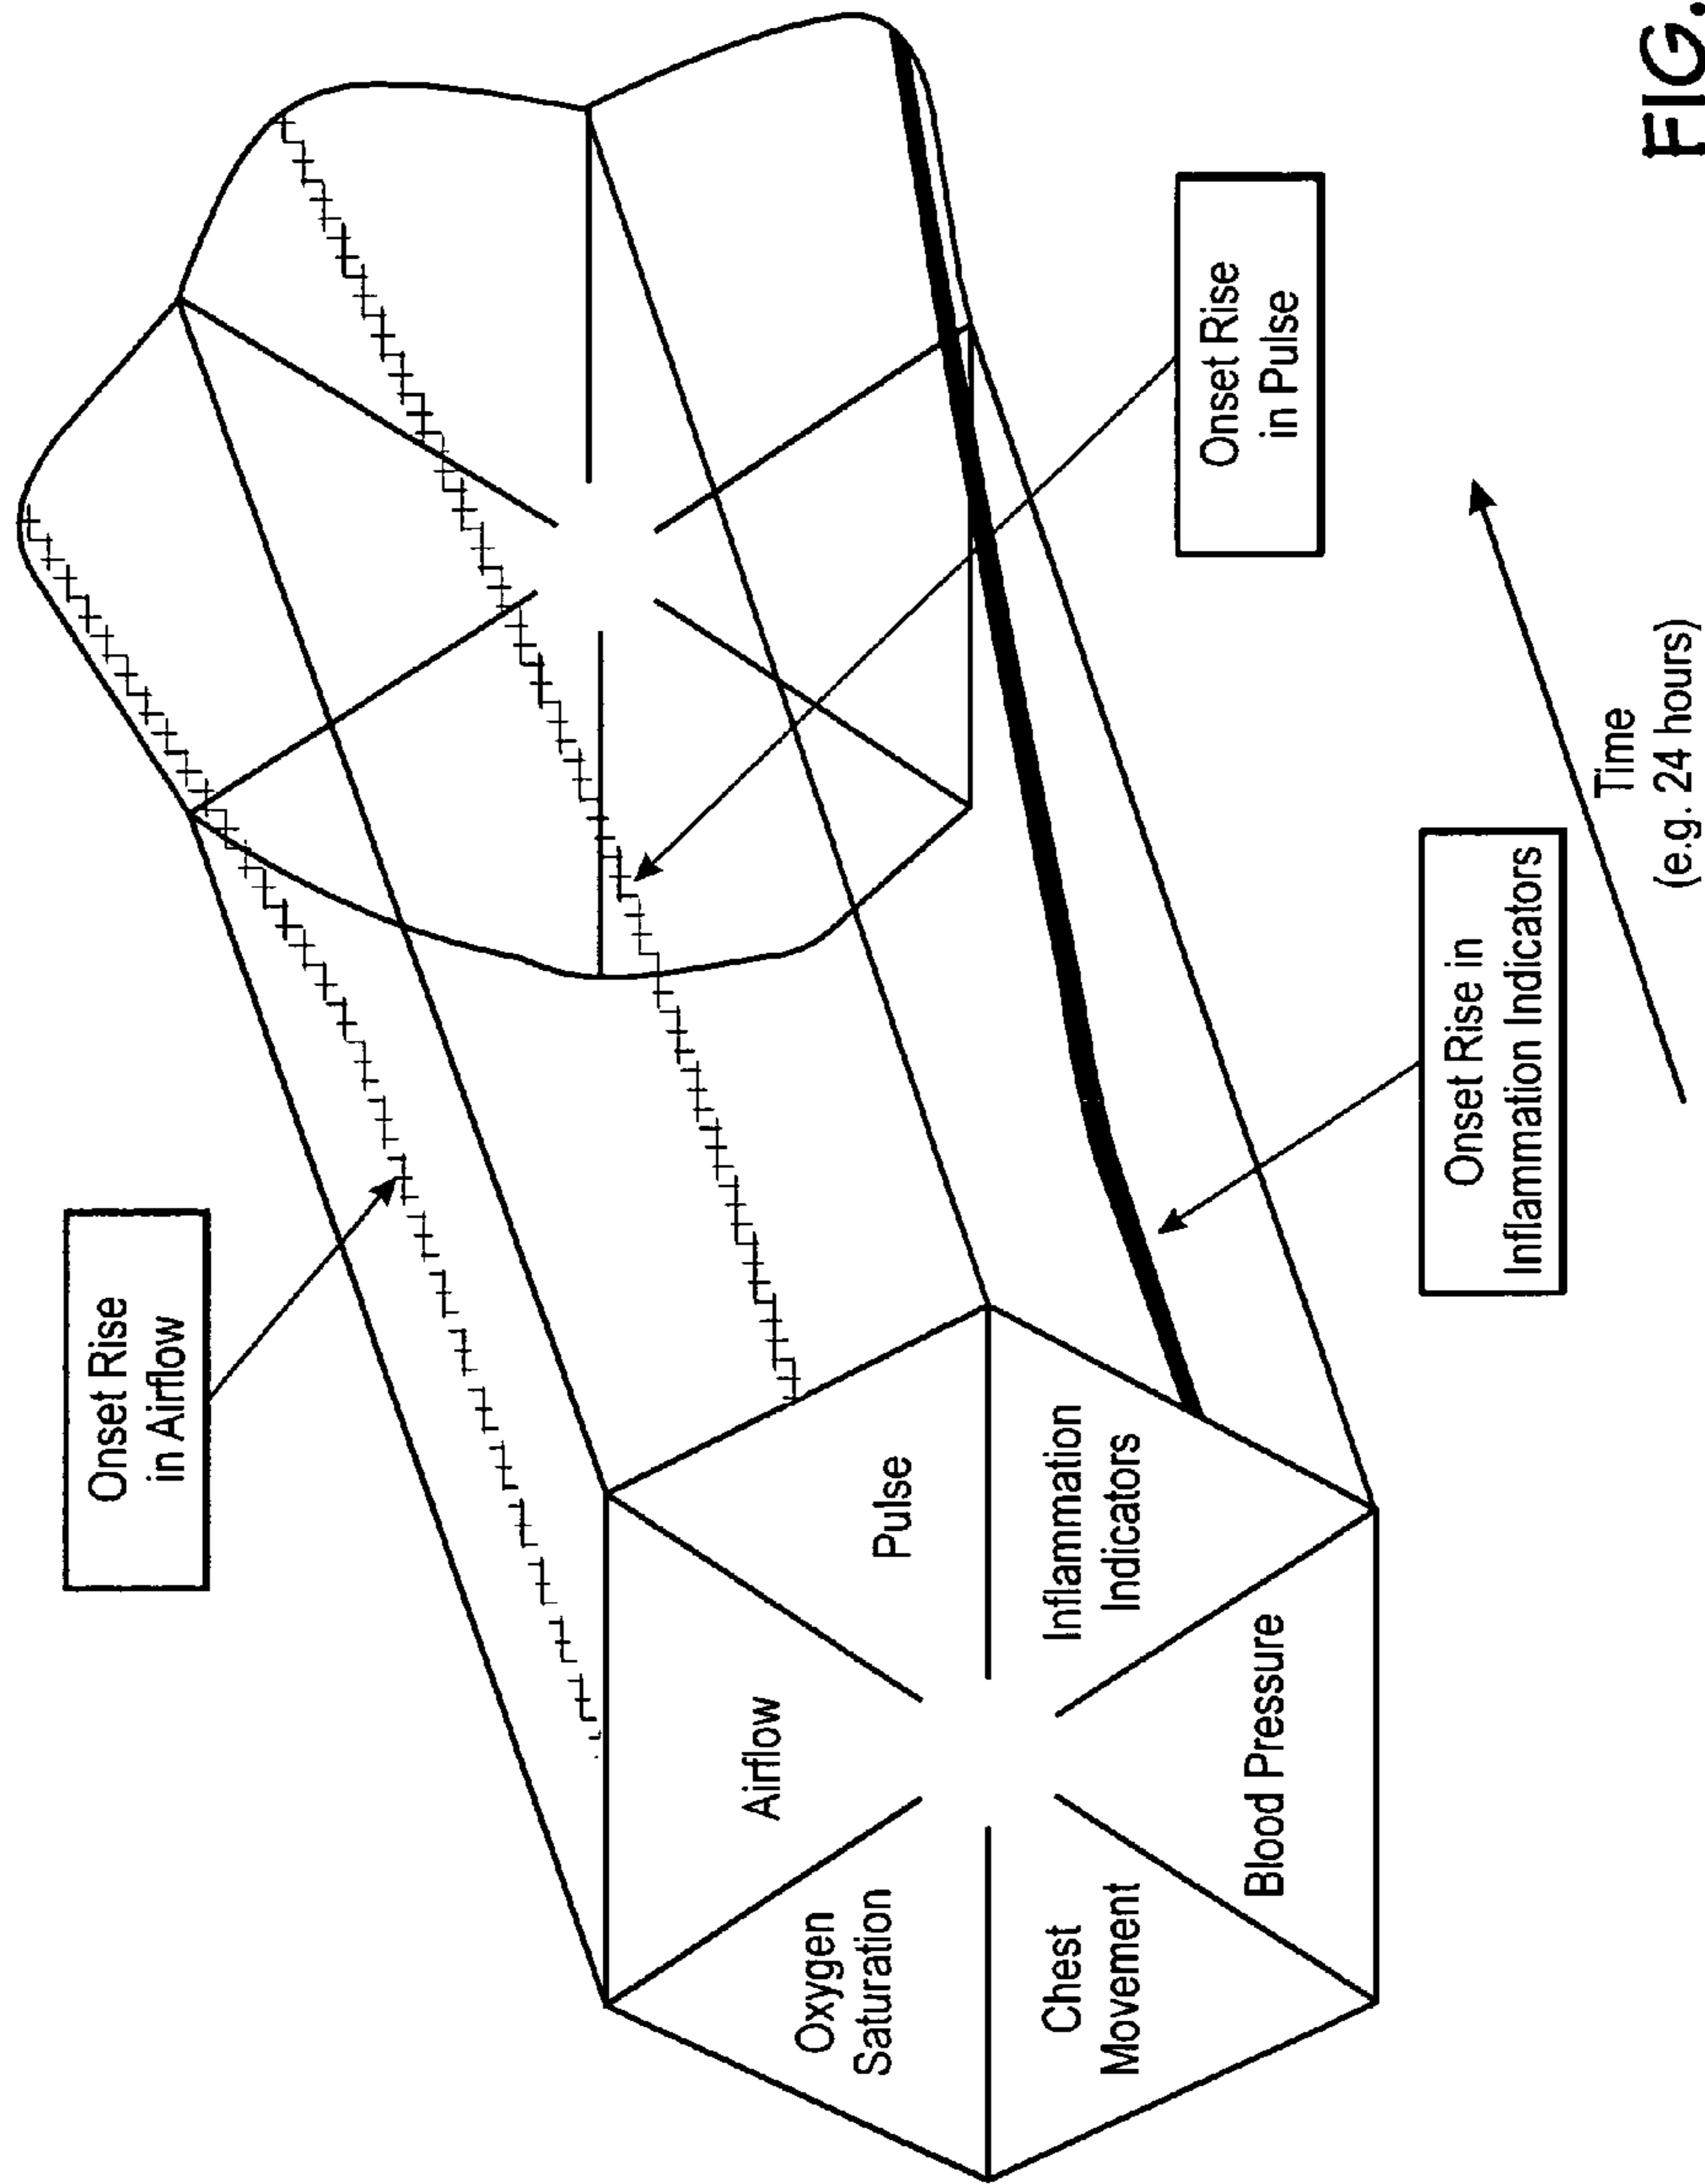 Onset Rise
in Airflow
Oxygen
Saturation
Airflow
Pulse
Chest
Movement
Blood Pressure
Inflammation
Indicators
Onset Rise
in Pulse
Onset Rise in
Inflammation Indicators
Time
(e.g. 24 hours)
FIG.